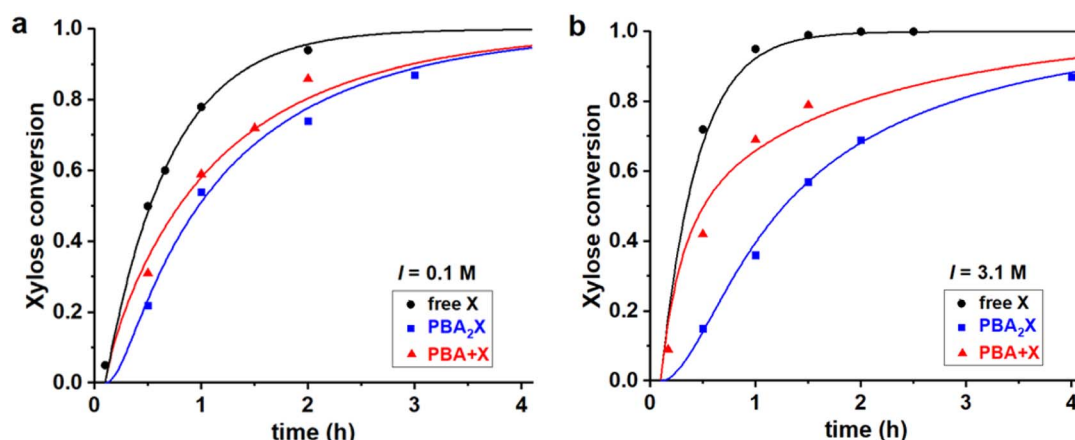 a
Xylose conversion
1.0
0.8
0.6
0.4
0.2
0.0
I = 0.1 M
free X
PBA₂X
PBA+X
0 1 2 3 4
time (h)
b
Xylose conversion
1.0
0.8
0.6
0.4
0.2
0.0
I = 3.1 M
free X
PBA₂X
PBA+X
0 1 2 3 4
time (h)